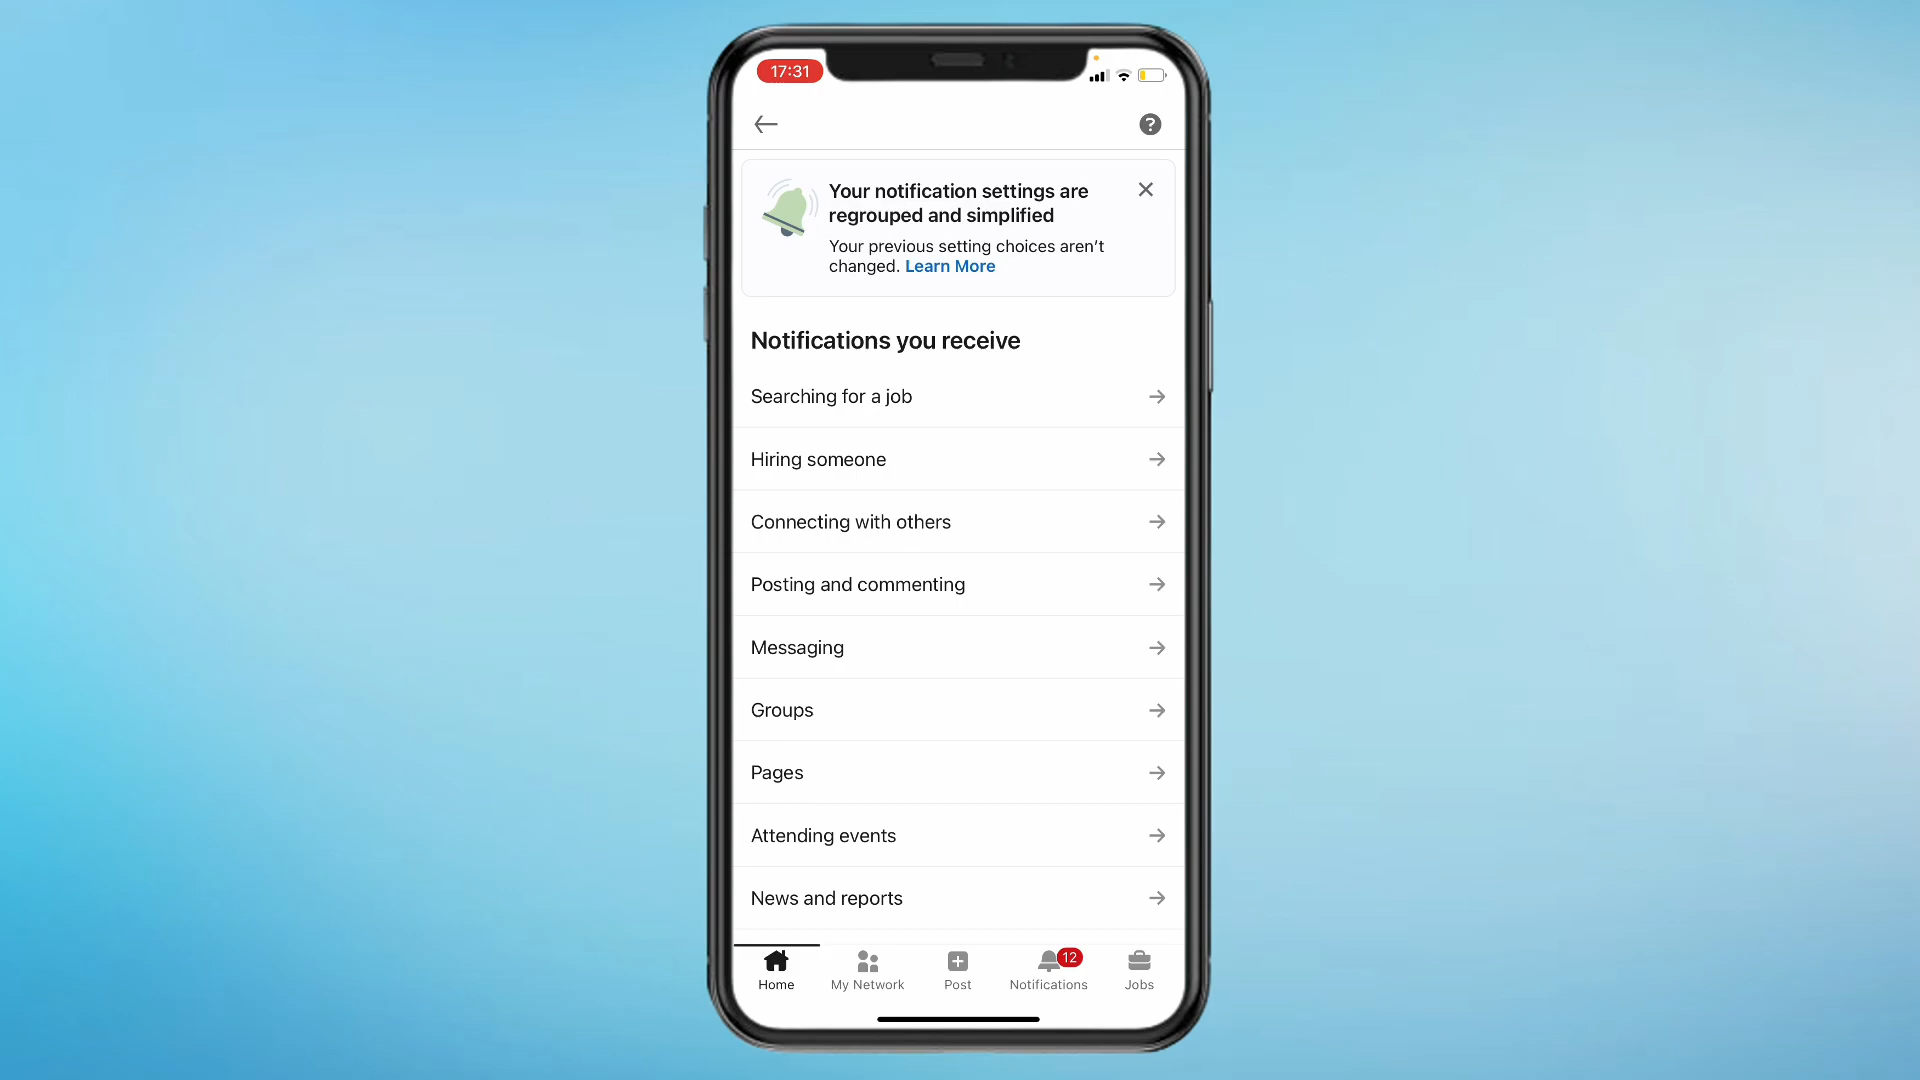 17:31
?
Your notification settings are
regrouped and simplified
Your previous setting choices aren’t
changed. Learn More
Notifications you receive
Searching for a job
Hiring someone
Connecting with others
Posting and commenting
Messaging
Groups
Pages
Attending events
News and reports
12
Home My Network Post Notifications Jobs